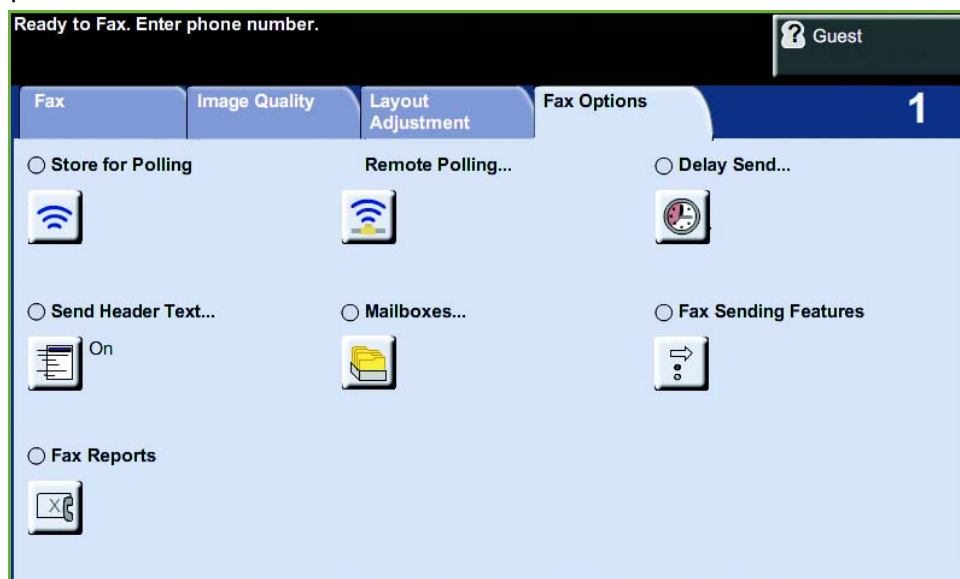 Ready to Fax. Enter phone number.
Guest
Fax
Image Quality
Layout
Adjustment
Fax Options
1
Store for Polling
Remote Polling...
Delay Send...
Send Header Text...
Mailboxes...
Fax Sending Features
On
Fax Reports